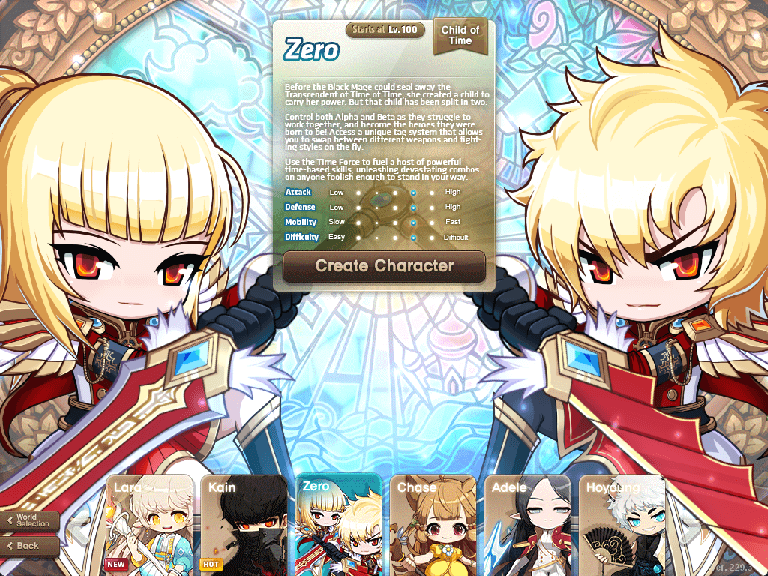 Starts at Lv.100
Child of
Time
Zero
Before the Black Mage could seal away the
Transcendent of Time of Time, she created a child to
carry her power. But that child has been split in two.
Control both Alpha and Beta as they struggle to
work together, and become the heroes they were
born to be! Access a unique tag system that allows
you to swap between different weapons and fight-
ing styles on the fly.
Use the Time Force to fuel a host of powerful
time-based skills, unleashing devastating combos
on anyone foolish enough to stand in your way.
Attack Low High
Defense Low High
Mobility Slow Fast
Difficulty Easy Difficult
Create Character
Lara
Kain
Zero
Chase
Adele
Hoyoung
NEW
HOT
< World
Selection
< Back